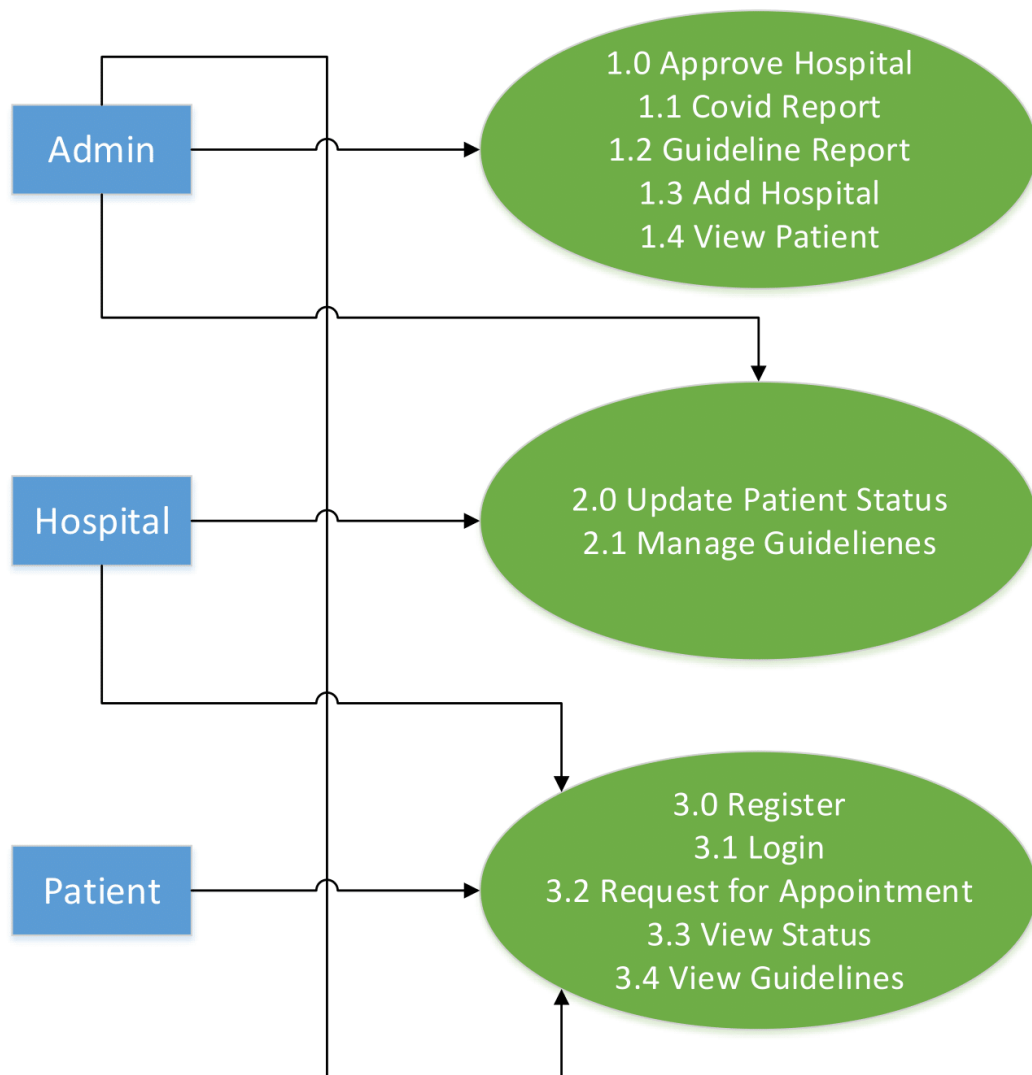 Admin
1.0 Approve Hospital
1.1 Covid Report
1.2 Guideline Report
1.3 Add Hospital
1.4 View Patient
Hospital
2.0 Update Patient Status
2.1 Manage Guidelienes
Patient
3.0 Register
3.1 Login
3.2 Request for Appointment
3.3 View Status
3.4 View Guidelines